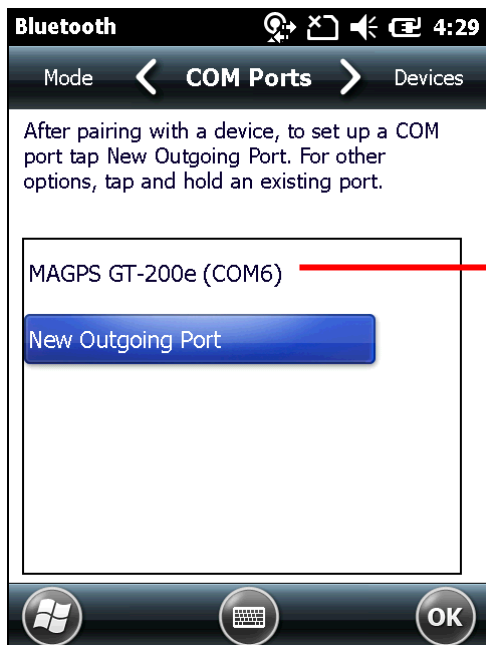 Bluetooth 4:29
Mode COM Ports Devices
After pairing with a device, to set up a COM
port tap New Outgoing Port. For other
options, tap and hold an existing port.
MAGPS GT-200e (COM6)
New Outgoing Port
OK